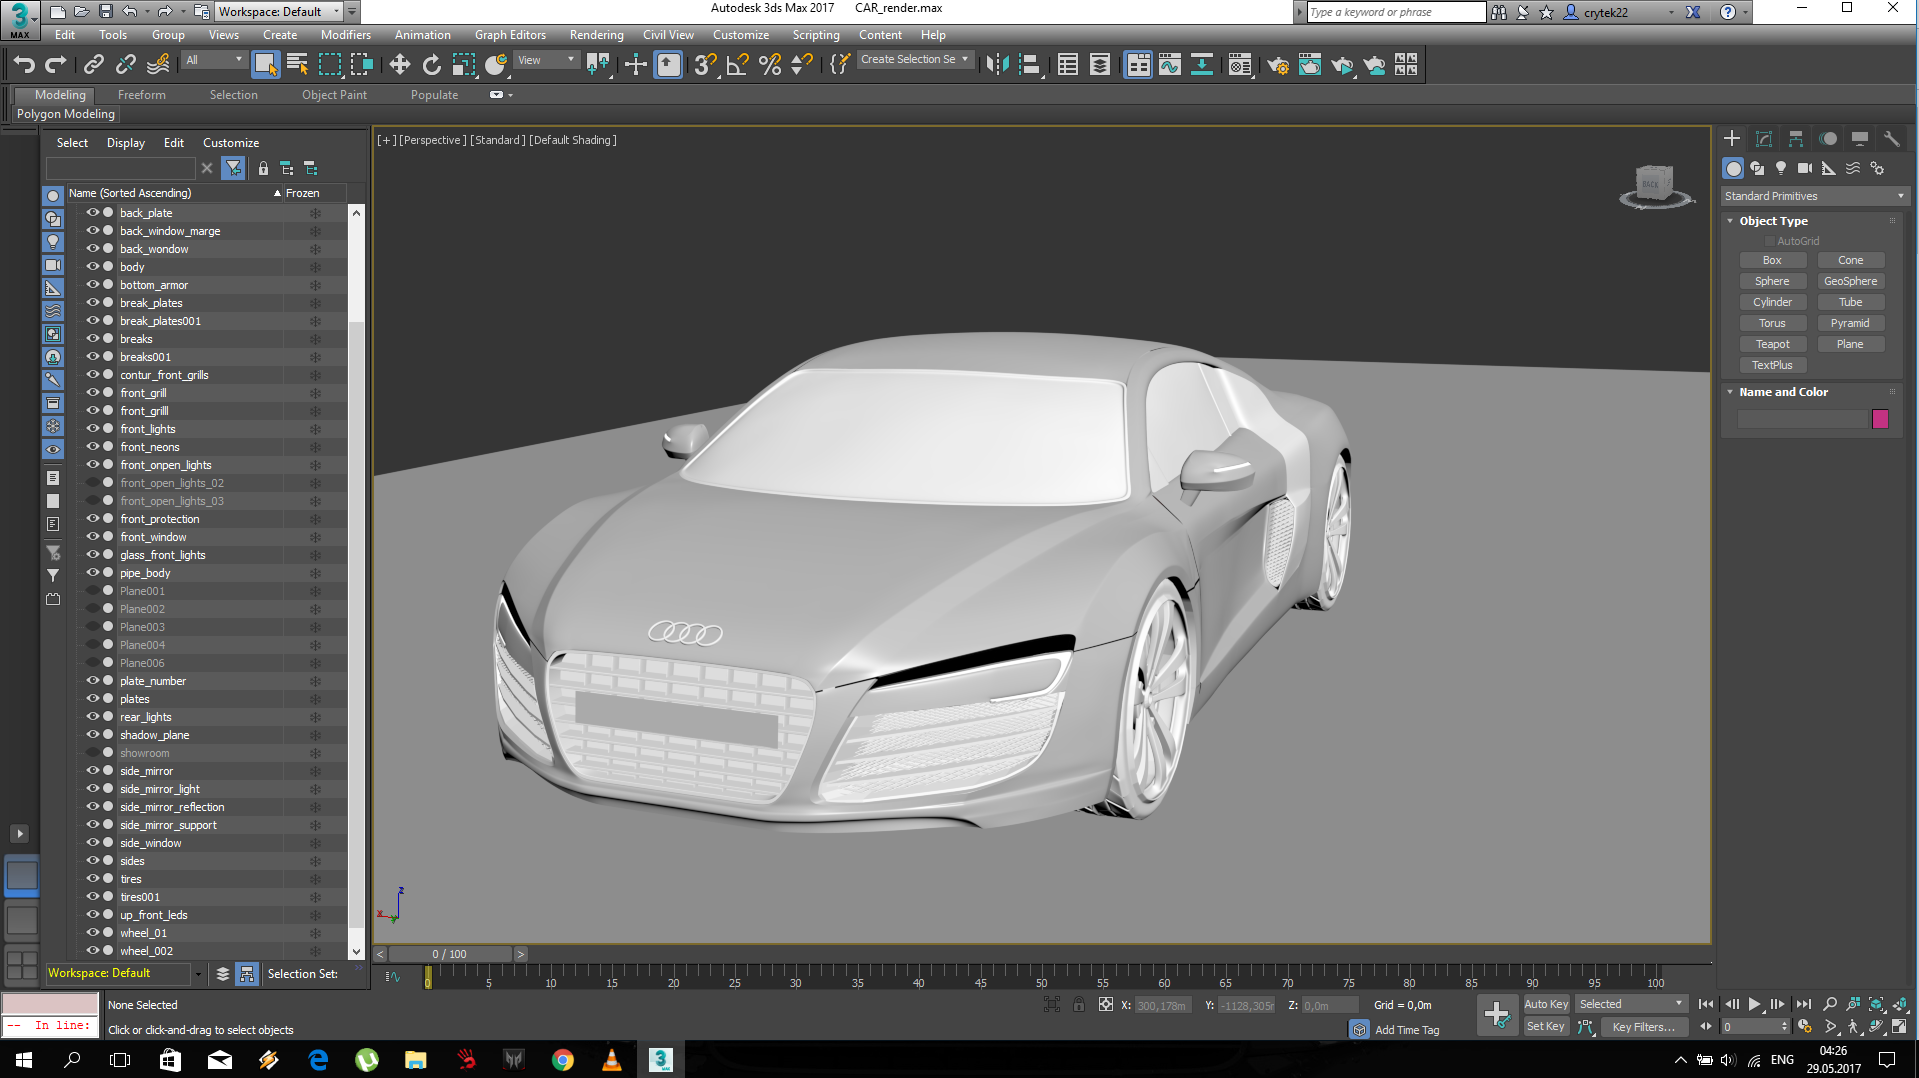 Workspace: Default
Autodesk 3ds Max 2017 CAR_render.max
Type a keyword or phrase
crytek22
3
MAX
Edit Tools Group Views Create Modifiers Animation Graph Editors Rendering Civil View Customize Scripting Content Help
All
View
3
Create Selection Se
Modeling Freeform Selection Object Paint Populate
Polygon Modeling
Select Display Edit Customize
Name (Sorted Ascending) Frozen
back_plate
back_window_marge
back_wondow
body
bottom_armor
break_plates
break_plates001
breaks
breaks001
contur_front_grills
front_grill
front_grilll
front_lights
front_neons
front_onpen_lights
front_open_lights_02
front_open_lights_03
front_protection
front_window
glass_front_lights
pipe_body
Plane001
Plane002
Plane003
Plane004
Plane006
plate_number
plates
rear_lights
shadow_plane
showroom
side_mirror
side_mirror_light
side_mirror_reflection
side_mirror_support
side_window
sides
tires
tires001
up_front_leds
wheel_01
wheel_002
Workspace: Default
Selection Set:
[+] [Perspective] [Standard] [Default Shading]
BACK
z
x
y
Standard Primitives
Object Type
AutoGrid
Box Cone
Sphere GeoSphere
Cylinder Tube
Torus Pyramid
Teapot Plane
TextPlus
Name and Color
< 0 / 100 >
0 5 10 15 20 25 30 35 40 45 50 55 60 65 70 75 80 85 90 95 100
None Selected
Click or click-and-drag to select objects
-- In line:
X: 300,178m Y: -1128,305m Z: 0,0m Grid = 0,0m
Add Time Tag
Auto Key Selected
Set Key Key Filters...
0
3
MAX
ENG
04:26
29.05.2017